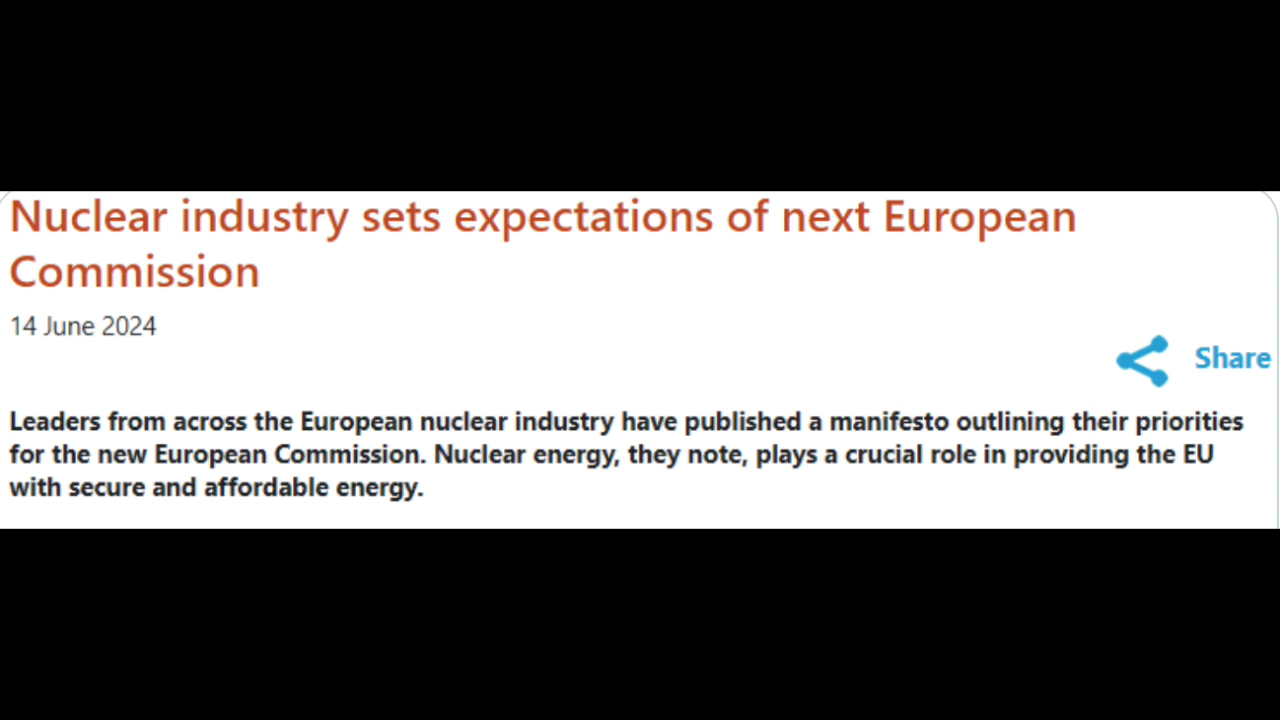 Nuclear industry sets expectations of next European
Commission
14 June 2024
Share
Leaders from across the European nuclear industry have published a manifesto outlining their priorities
for the new European Commission. Nuclear energy, they note, plays a crucial role in providing the EU
with secure and affordable energy.